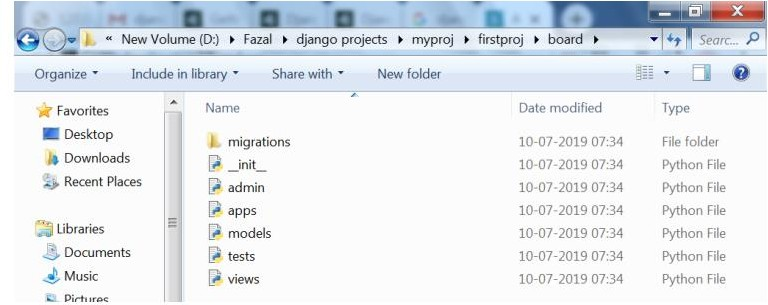 « New Volume (D:) ▸ Fazal ▸ django projects ▸ myproj ▸ firstproj ▸ board ▸ Searc...
Organize Include in library Share with New folder
Favorites
Desktop
Downloads
Recent Places
Libraries
Documents
Music
Pictures
Name Date modified Type
migrations 10-07-2019 07:34 File folder
__init__ 10-07-2019 07:34 Python File
admin 10-07-2019 07:34 Python File
apps 10-07-2019 07:34 Python File
models 10-07-2019 07:34 Python File
tests 10-07-2019 07:34 Python File
views 10-07-2019 07:34 Python File